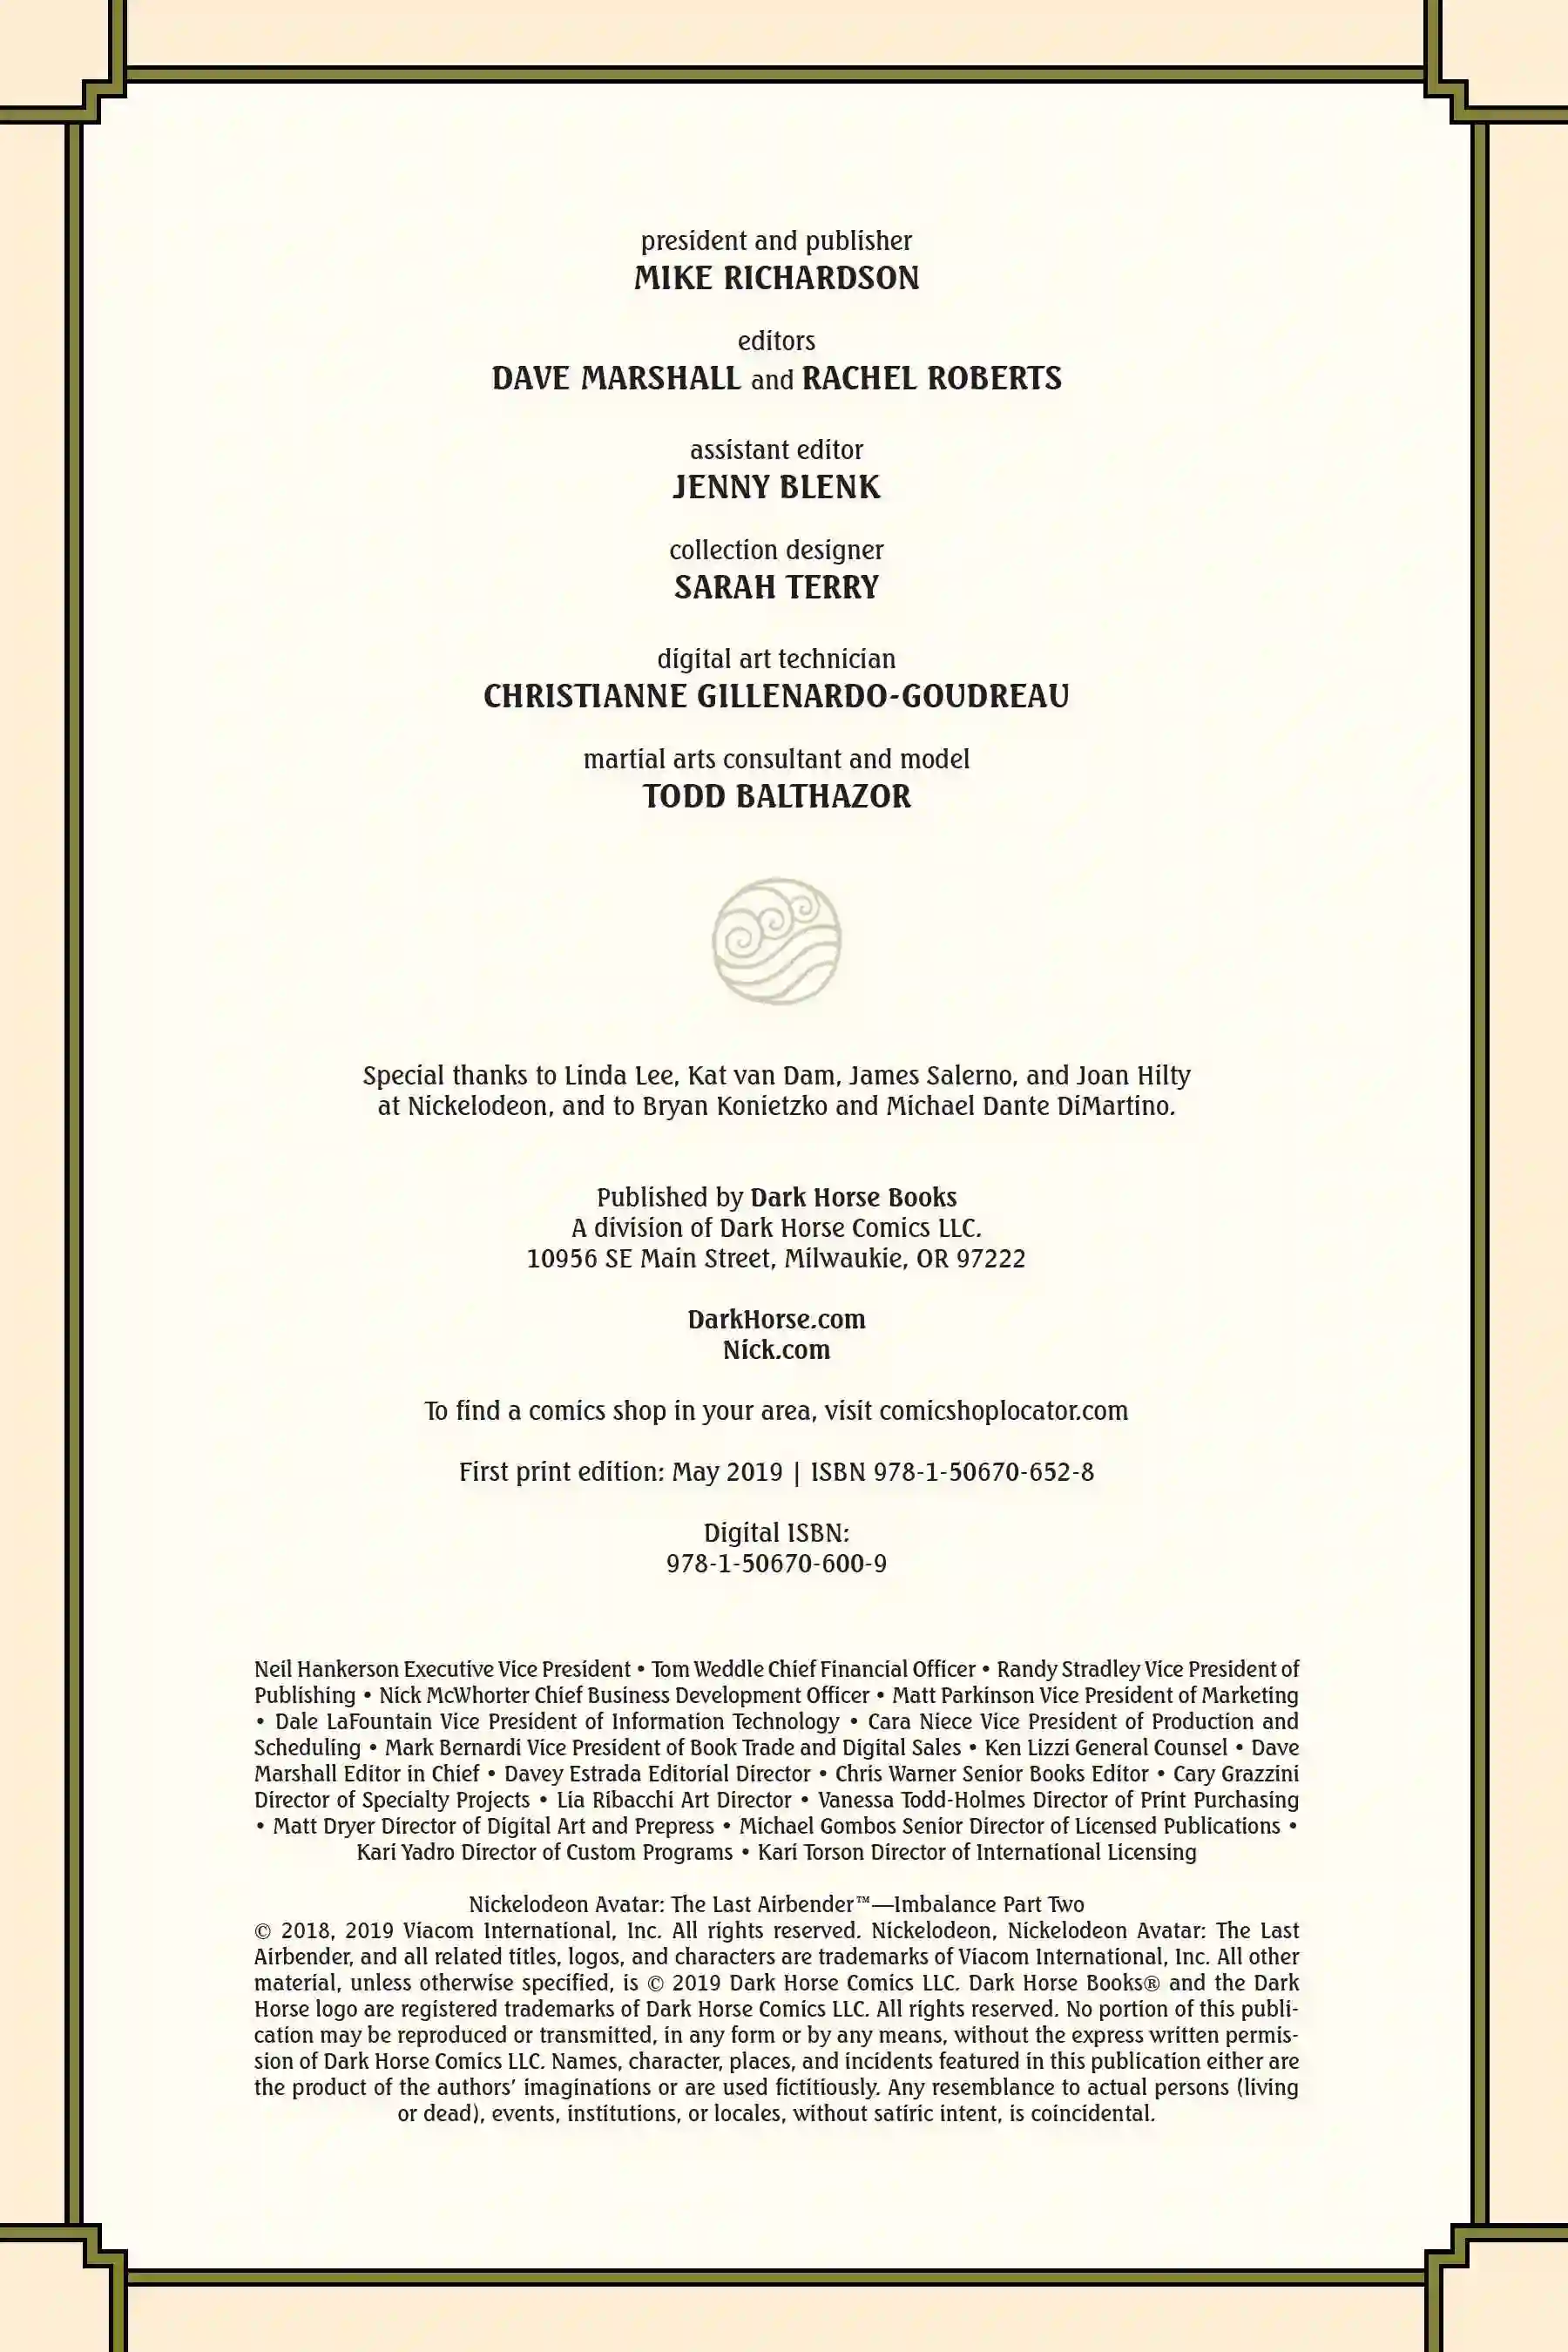 president and publisher
MIKE RICHARDSON
editors
DAVE MARSHALL and RACHEL ROBERTS
assistant editor
JENNY BLENK
collection designer
SARAH TERRY
digital art technician
CHRISTIANNE GILLENARDO-GOUDREAU
martial arts consultant and model
TODD BALTHAZOR
Special thanks to Linda Lee, Kat van Dam, James Salerno, and Joan Hilty
at Nickelodeon, and to Bryan Konietzko and Michael Dante DiMartino.
Published by Dark Horse Books
A division of Dark Horse Comics LLC.
10956 SE Main Street, Milwaukie, OR 97222
DarkHorse.com
Nick.com
To find a comics shop in your area, visit comicshoplocator.com
First print edition: May 2019 | ISBN 978-1-50670-652-8
Digital ISBN:
978-1-50670-600-9
Neil Hankerson Executive Vice President • Tom Weddle Chief Financial Officer • Randy Stradley Vice President of
Publishing • Nick McWhorter Chief Business Development Officer • Matt Parkinson Vice President of Marketing
• Dale LaFountain Vice President of Information Technology • Cara Niece Vice President of Production and
Scheduling • Mark Bernardi Vice President of Book Trade and Digital Sales • Ken Lizzi General Counsel • Dave
Marshall Editor in Chief • Davey Estrada Editorial Director • Chris Warner Senior Books Editor • Cary Grazzini
Director of Specialty Projects • Lia Ribacchi Art Director • Vanessa Todd-Holmes Director of Print Purchasing
• Matt Dryer Director of Digital Art and Prepress • Michael Gombos Senior Director of Licensed Publications •
Kari Yadro Director of Custom Programs • Kari Torson Director of International Licensing
Nickelodeon Avatar: The Last Airbender™—Imbalance Part Two
© 2018, 2019 Viacom International, Inc. All rights reserved. Nickelodeon, Nickelodeon Avatar: The Last
Airbender, and all related titles, logos, and characters are trademarks of Viacom International, Inc. All other
material, unless otherwise specified, is © 2019 Dark Horse Comics LLC. Dark Horse Books® and the Dark
Horse logo are registered trademarks of Dark Horse Comics LLC. All rights reserved. No portion of this publi-
cation may be reproduced or transmitted, in any form or by any means, without the express written permis-
sion of Dark Horse Comics LLC. Names, character, places, and incidents featured in this publication either are
the product of the authors’ imaginations or are used fictitiously. Any resemblance to actual persons (living
or dead), events, institutions, or locales, without satiric intent, is coincidental.